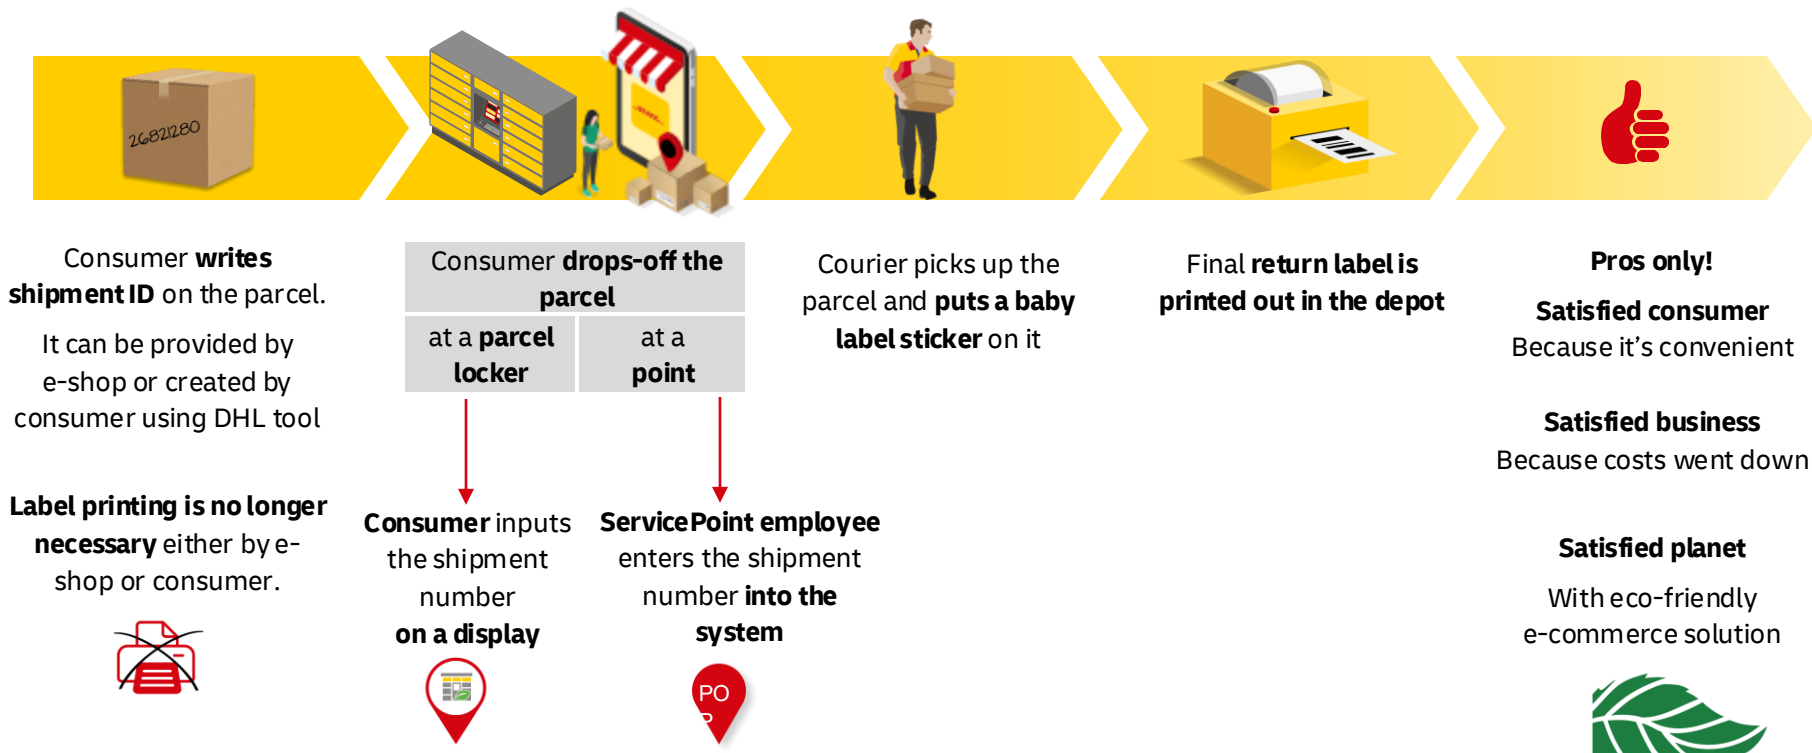 26821280
Consumer writes
shipment ID on the parcel.
It can be provided by
e-shop or created by
consumer using DHL tool
Label printing is no longer
necessary either by e-
shop or consumer.
Consumer drops-off the
parcel
at a parcel
locker
at a
point
Consumer inputs
the shipment
number
on a display
ServicePoint employee
enters the shipment
number into the
system
PO
P
Courier picks up the
parcel and puts a baby
label sticker on it
Final return label is
printed out in the depot
Pros only!
Satisfied consumer
Because it's convenient
Satisfied business
Because costs went down
Satisfied planet
With eco-friendly
e-commerce solution